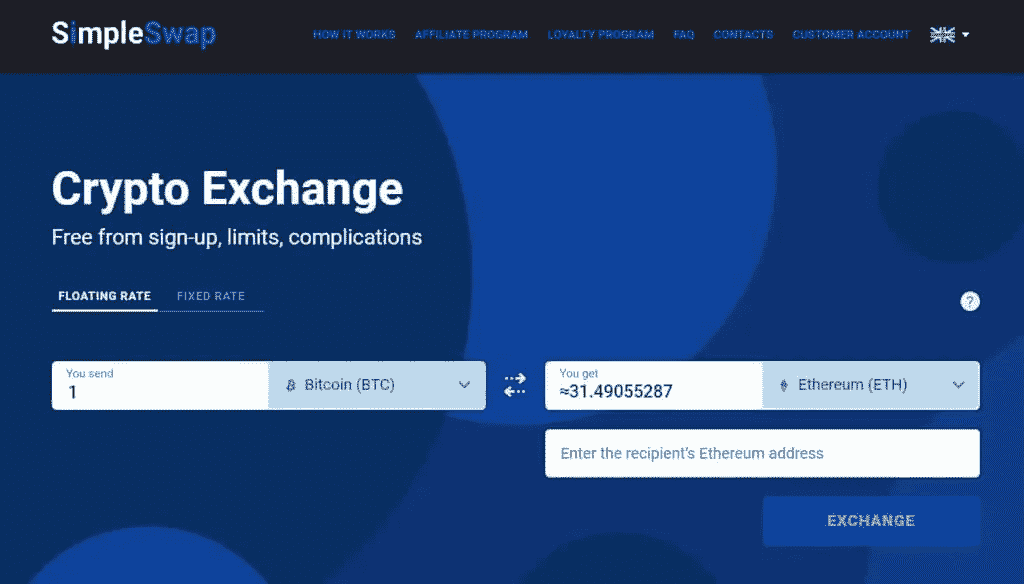 SimpleSwap
HOW IT WORKS AFFILIATE PROGRAM LOYALTY PROGRAM FAQ CONTACTS CUSTOMER ACCOUNT
Crypto Exchange
Free from sign-up, limits, complications
FLOATING RATE FIXED RATE
?
You send
1
Bitcoin (BTC)
You get
≈31.49055287
Ethereum (ETH)
Enter the recipient's Ethereum address
EXCHANGE